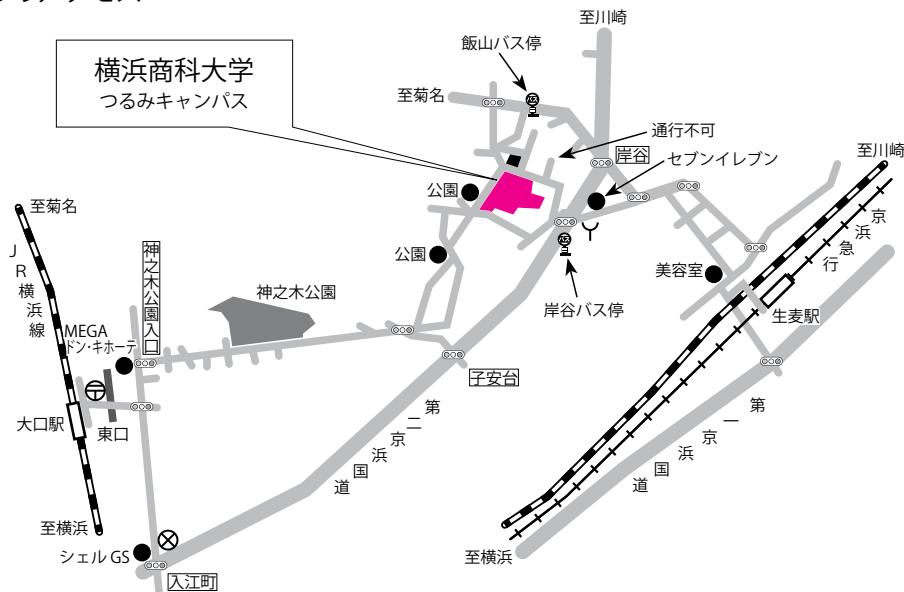 横浜商科大学
つるみキャンパス
至川崎
飯山バス停
至菊名
通行不可
岸谷
セブンイレブン
至川崎
公園
至菊名
京浜急行
JR横浜線
神之木公園入口
公園
美容室
神之木公園
岸谷バス停
生麦駅
MEGA
ドン・キホーテ
子安台
大口駅
東口
第二京浜国道
第一京浜国道
至横浜
至横浜
シェル GS
入江町